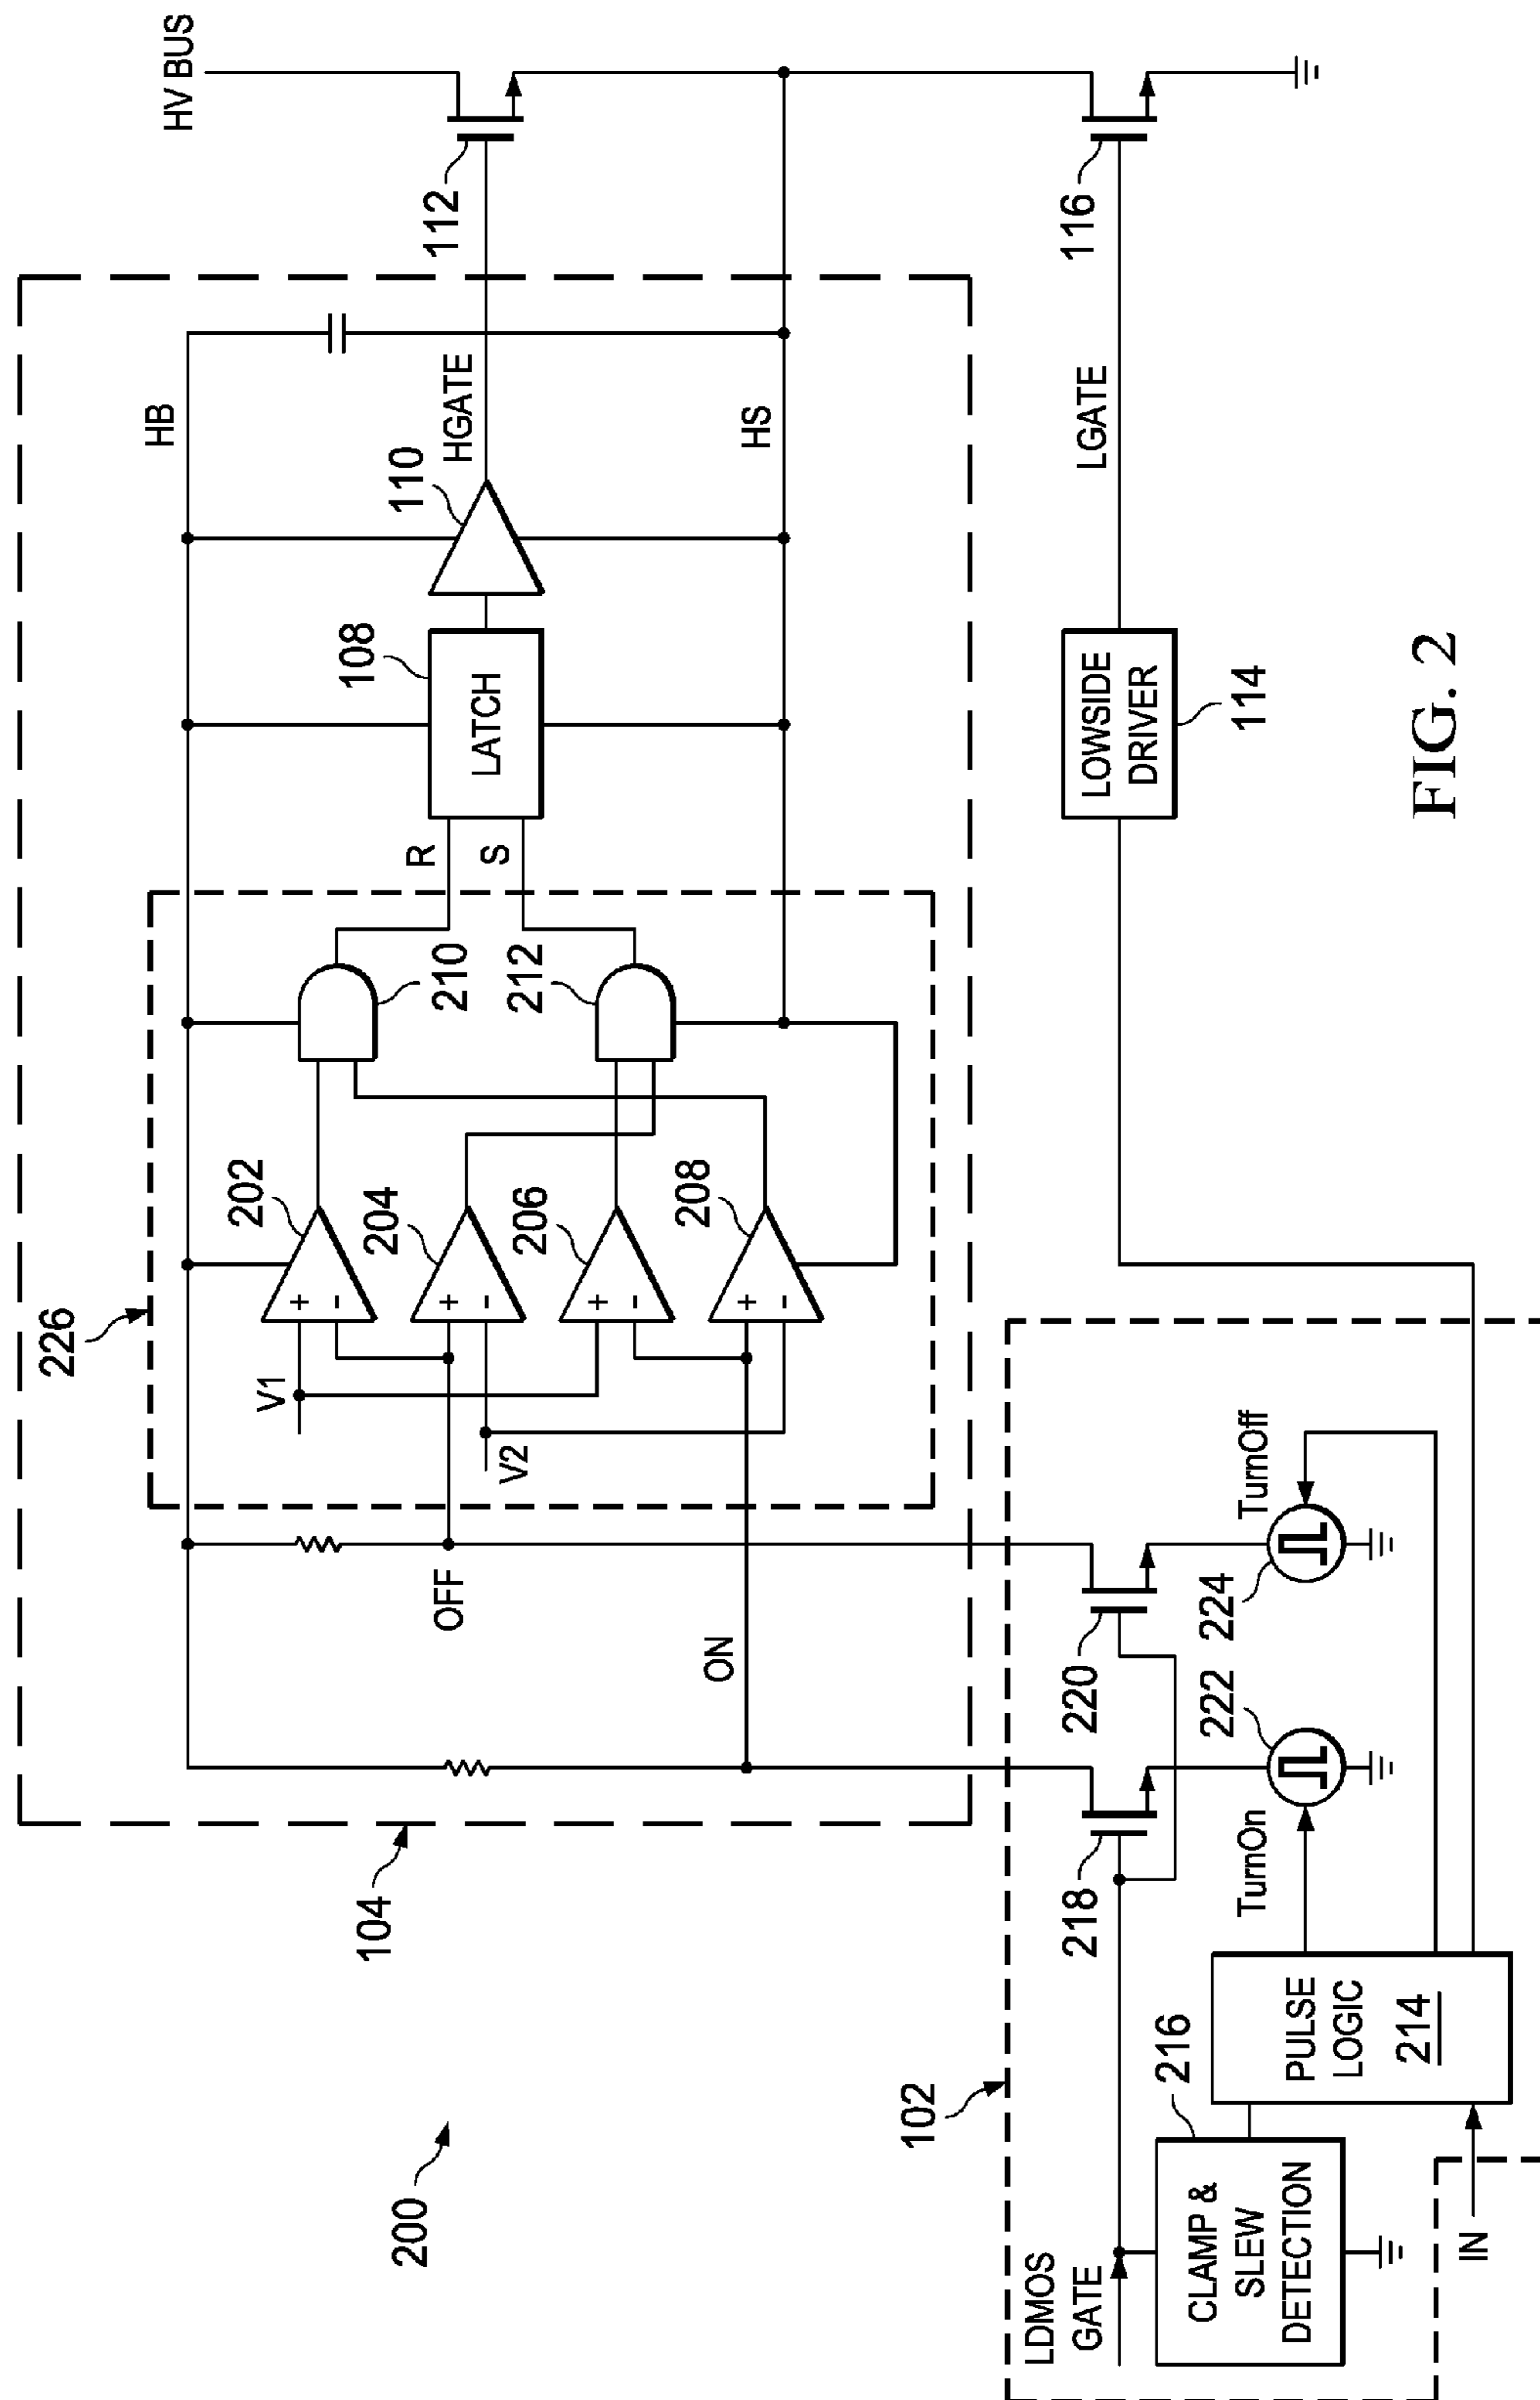 200
104
226
HB
HV BUS
V1
202
204
206
208
+
-
+
-
+
-
+
-
V2
210
212
R
S
108
LATCH
110
HGATE
HS
112
OFF
ON
102
LDMOS
GATE
216
CLAMP &
SLEW
DETECTION
IN
PULSE
LOGIC
214
218
220
TurnOn
222
224
TurnOff
LOWSIDE
DRIVER
114
LGATE
116
FIG. 2